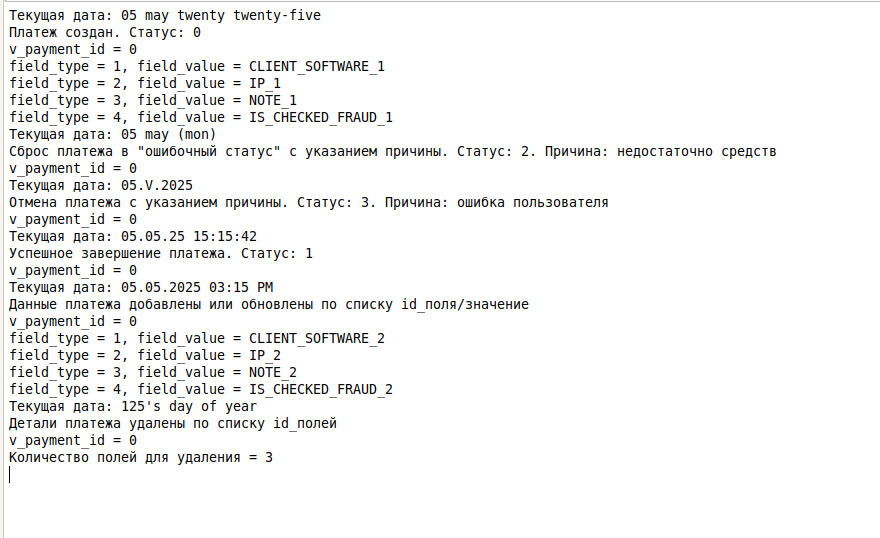 Текущая дата: 05 may twenty twenty-five
Платеж создан. Статус: 0
v_payment_id = 0
field_type = 1, field_value = CLIENT_SOFTWARE_1
field_type = 2, field_value = IP_1
field_type = 3, field_value = NOTE_1
field_type = 4, field_value = IS_CHECKED_FRAUD_1
Текущая дата: 05 may (mon)
Сброс платежа в "ошибочный статус" с указанием причины. Статус: 2. Причина: недостаточно средств
v_payment_id = 0
Текущая дата: 05.V.2025
Отмена платежа с указанием причины. Статус: 3. Причина: ошибка пользователя
v_payment_id = 0
Текущая дата: 05.05.25 15:15:42
Успешное завершение платежа. Статус: 1
v_payment_id = 0
Текущая дата: 05.05.2025 03:15 PM
Данные платежа добавлены или обновлены по списку id_поля/значение
v_payment_id = 0
field_type = 1, field_value = CLIENT_SOFTWARE_2
field_type = 2, field_value = IP_2
field_type = 3, field_value = NOTE_2
field_type = 4, field_value = IS_CHECKED_FRAUD_2
Текущая дата: 125's day of year
Детали платежа удалены по списку id_полей
v_payment_id = 0
Количество полей для удаления = 3